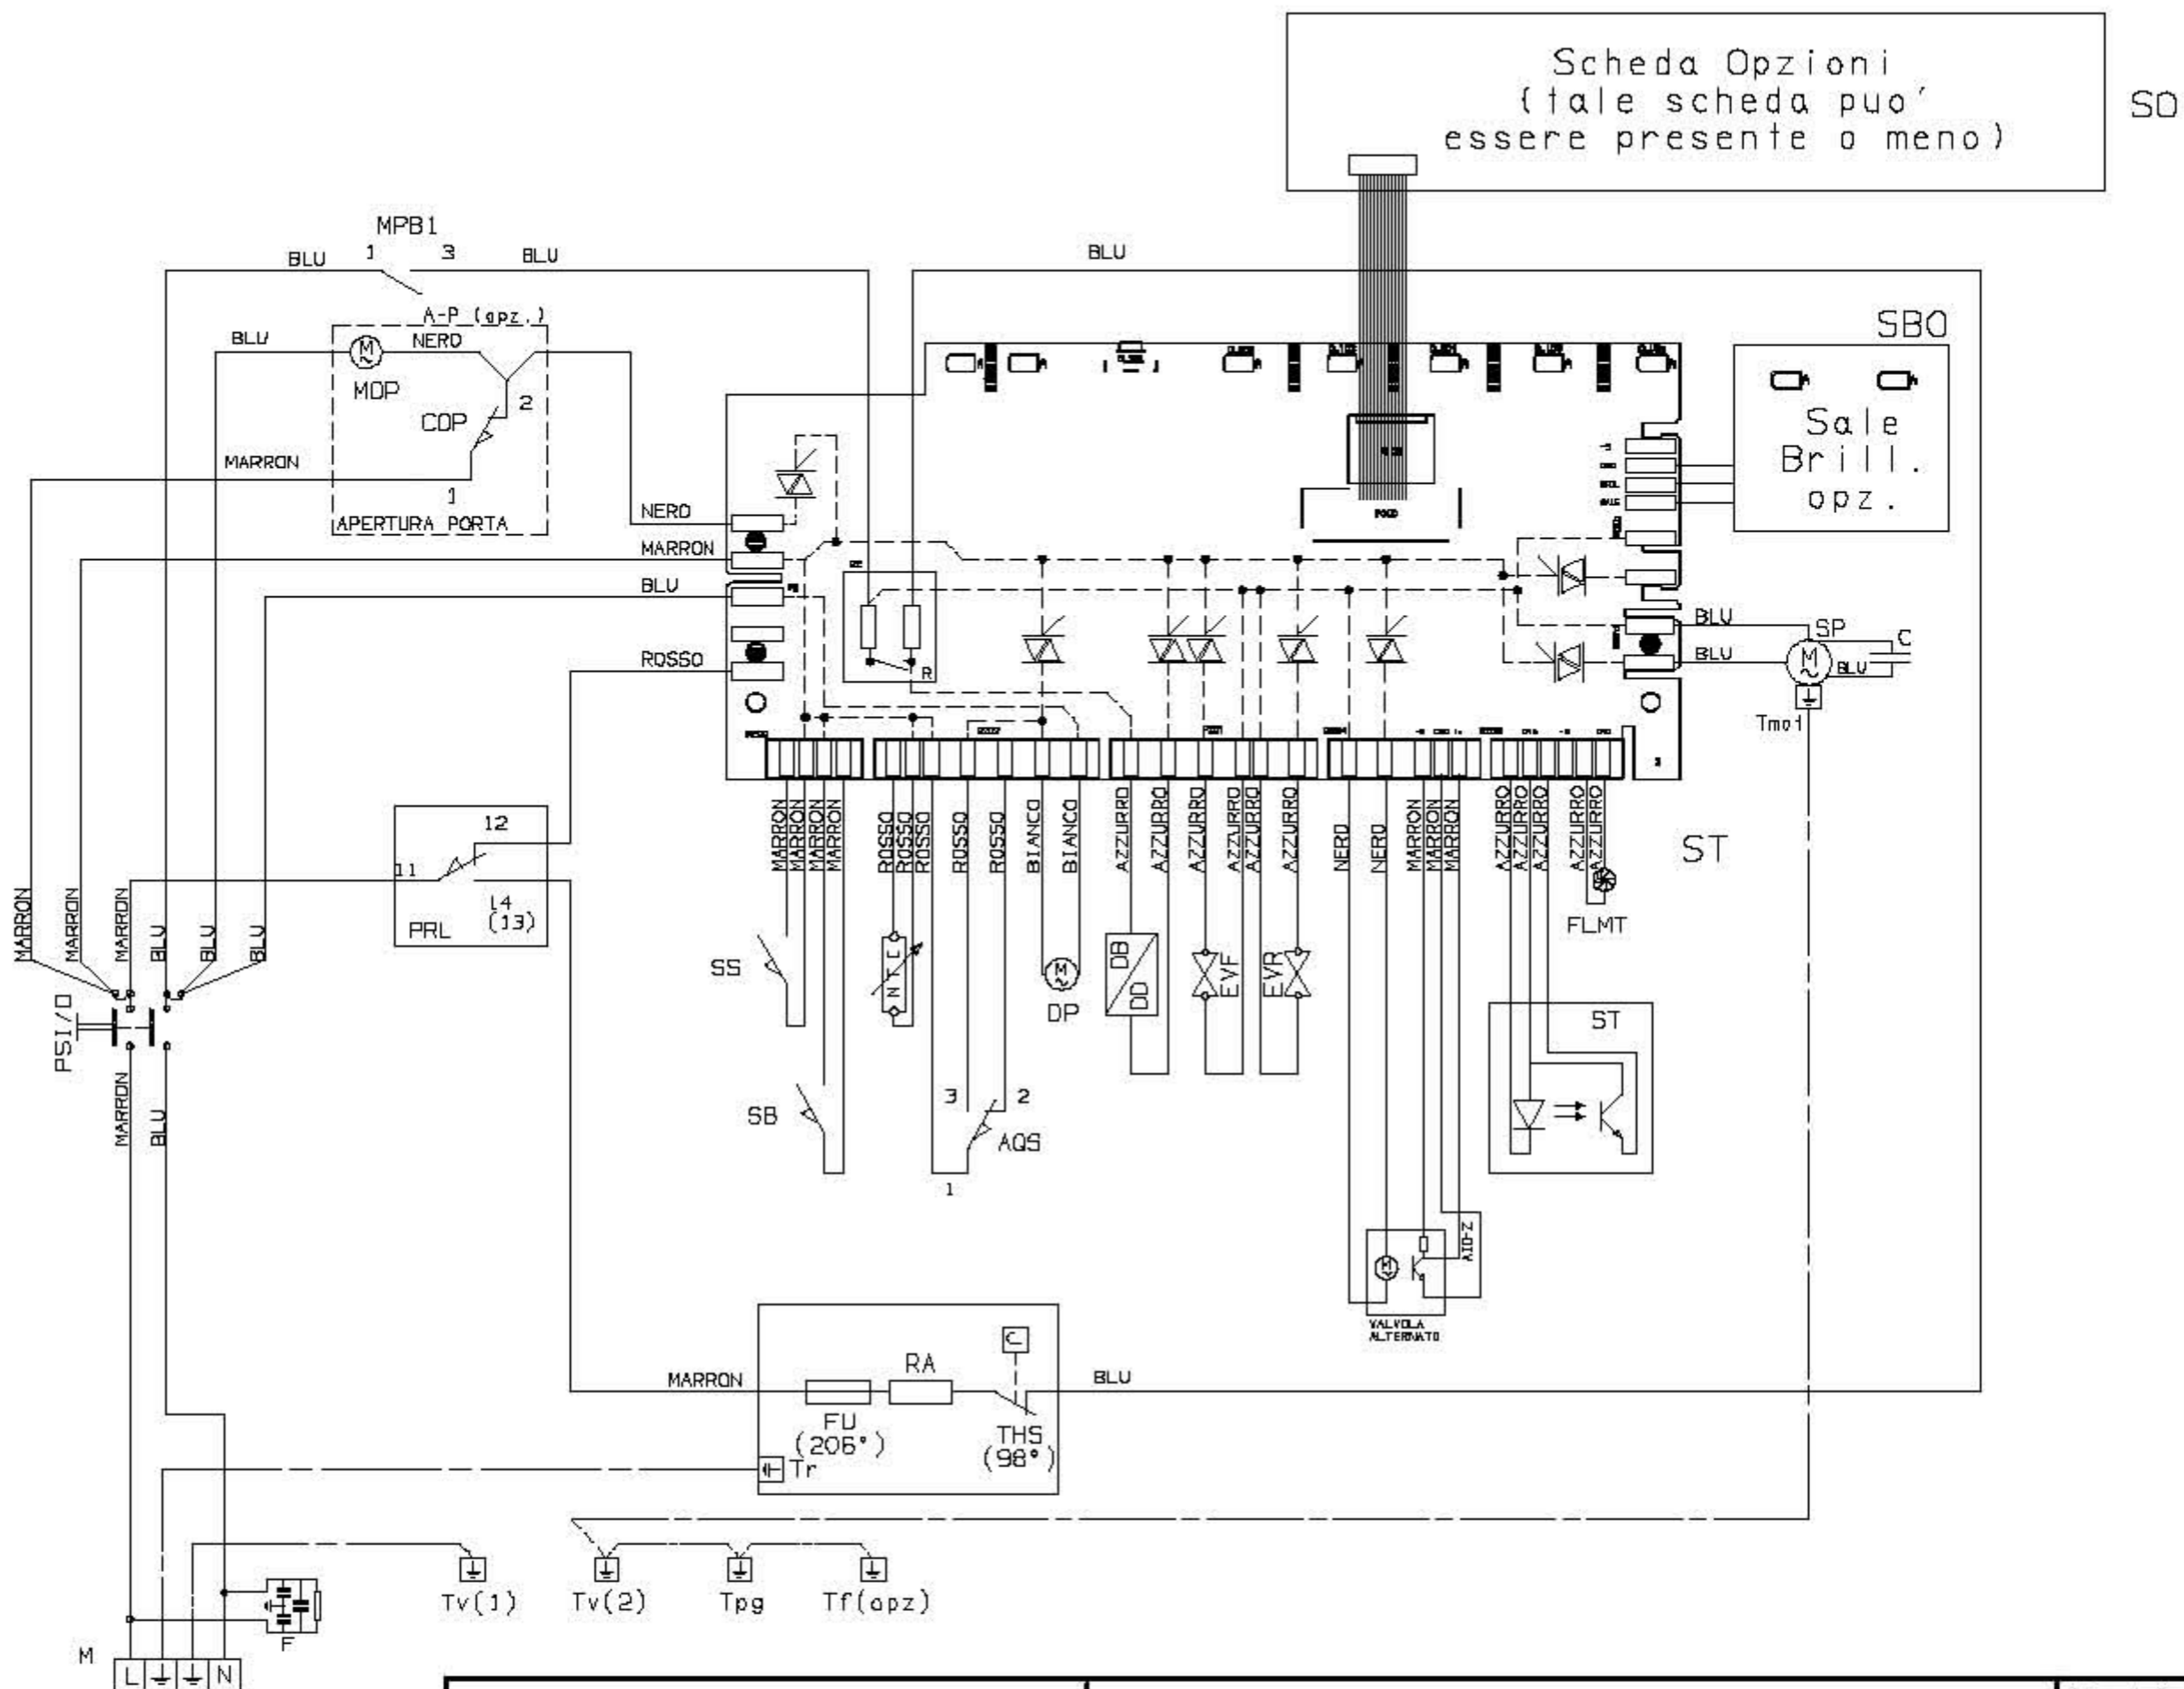 Scheda Opzioni
(tale scheda puo'
essere presente o meno)
SO
MPB1
BLU
1
3
BLU
BLU
A-P (opz.)
BLU
NERO
MOP
COP
2
MARRON
1
APERTURA PORTA
SBO
Sale
Brill.
opz.
NERO
MARRON
BLU
ROSSO
R
BLU
SP
C
BLU
BLU
Tmot
12
11
14
(13)
PRL
MARRON
MARRON
MARRON
BLU
BLU
BLU
PSI/O
MARRON
BLU
MARRON
MARRON
MARRON
MARRON
ROSSO
ROSSO
ROSSO
ROSSO
ROSSO
BIANCO
BIANCO
AZZURRO
AZZURRO
AZZURRO
AZZURRO
AZZURRO
AZZURRO
NERO
NERO
MARRON
MARRON
MARRON
AZZURRO
AZZURRO
AZZURRO
AZZURRO
AZZURRO
ST
FLMT
SS
NTC
DP
DB
DD
EVF
EVR
ST
SB
3
2
AQS
1
VALVOLA
ALTERNATO
MARRON
C
RA
BLU
FU
(206°)
THS
(98°)
Tr
Tv(1)
Tv(2)
Tpg
Tf(opz)
F
M
L
N